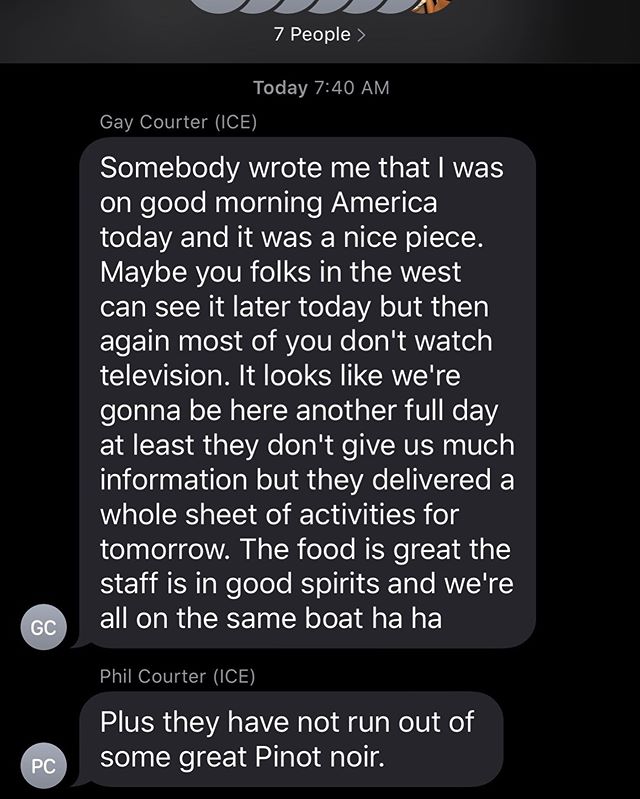 7 People >
Today 7:40 AM
Gay Courter (ICE)
Somebody wrote me that I was
on good morning America
today and it was a nice piece.
Maybe you folks in the west
can see it later today but then
again most of you don't watch
television. It looks like we're
gonna be here another full day
at least they don't give us much
information but they delivered a
whole sheet of activities for
tomorrow. The food is great the
staff is in good spirits and we're
all on the same boat ha ha
GC
Phil Courter (ICE)
Plus they have not run out of
some great Pinot noir.
PC